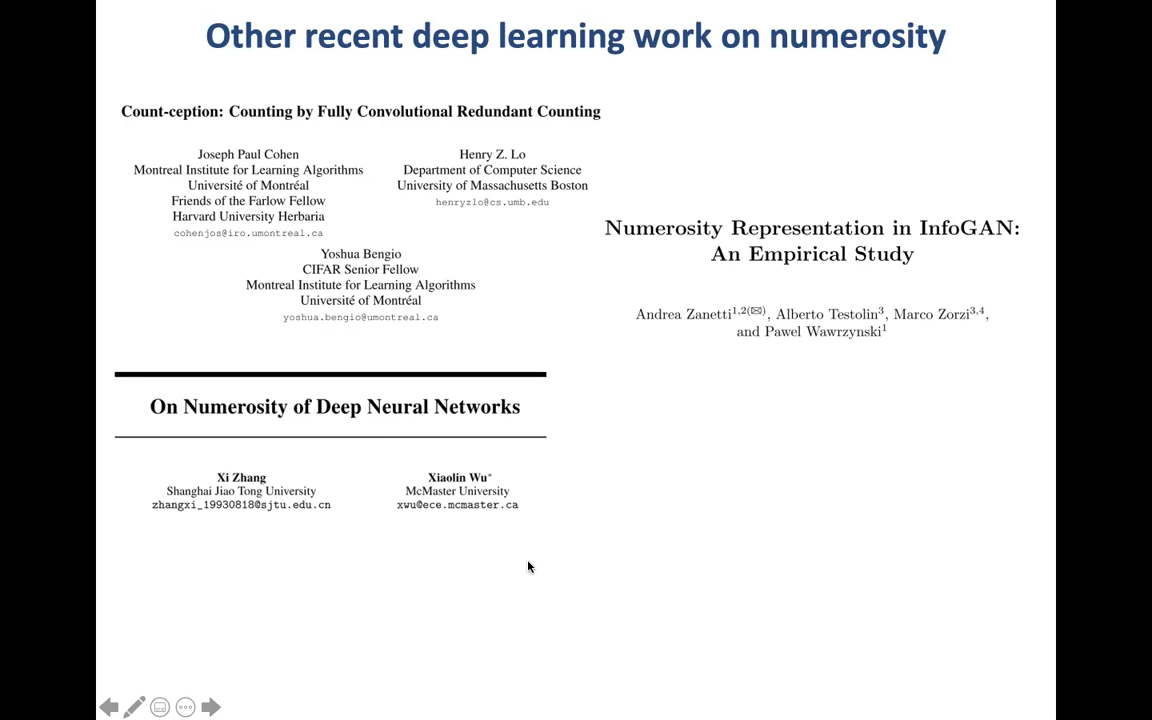 Other recent deep learning work on numerosity
Count-ception: Counting by Fully Convolutional Redundant Counting
Joseph Paul Cohen
Montreal Institute for Learning Algorithms
Université of Montréal
Friends of the Farlow Fellow
Harvard University Herbaria
cohenjos@iro.umontreal.ca
Henry Z. Lo
Department of Computer Science
University of Massachusetts Boston
henryzlo@cs.umb.edu
Yoshua Bengio
CIFAR Senior Fellow
Montreal Institute for Learning Algorithms
Université of Montréal
yoshua.bengio@umontreal.ca
Numerosity Representation in InfoGAN:
An Empirical Study
Andrea Zanetti1,2(✉), Alberto Testolin3, Marco Zorzi3,4,
and Pawel Wawrzynski1
On Numerosity of Deep Neural Networks
Xi Zhang
Shanghai Jiao Tong University
zhangxi_19930818@sjtu.edu.cn
Xiaolin Wu*
McMaster University
xwu@ece.mcmaster.ca